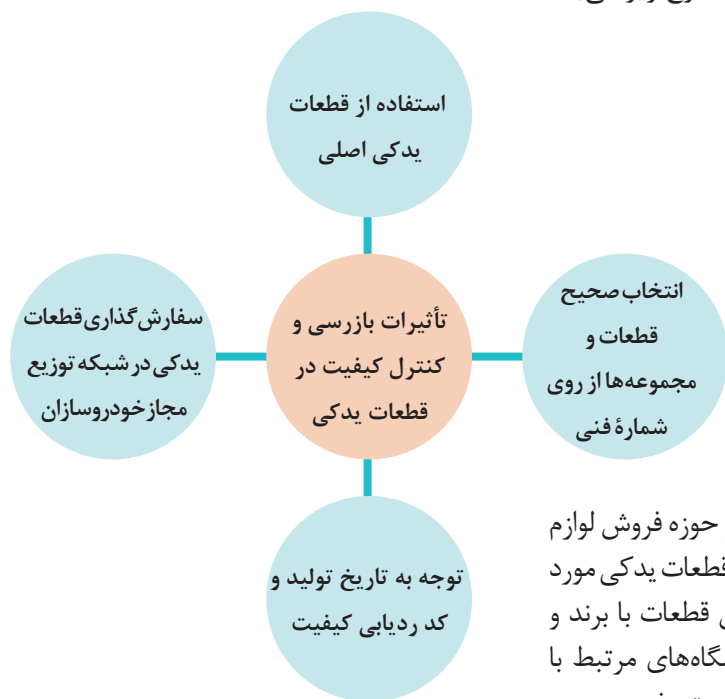 استفاده از قطعات
یدکی اصلی
انتخاب صحیح
قطعات و
مجموعه‌ها از روی
شمارهٔ فنی
تأثیرات بازرسی و
کنترل کیفیت در
قطعات یدکی
سفارش‌گذاری قطعات
یدکی در شبکه توزیع
مجاز خودروسازان
توجه به تاریخ تولید و
کد ردیابی کیفیت
حوزه فروش لوازم
قطعات یدکی مورد
قطعات با برند و
مرتبط با